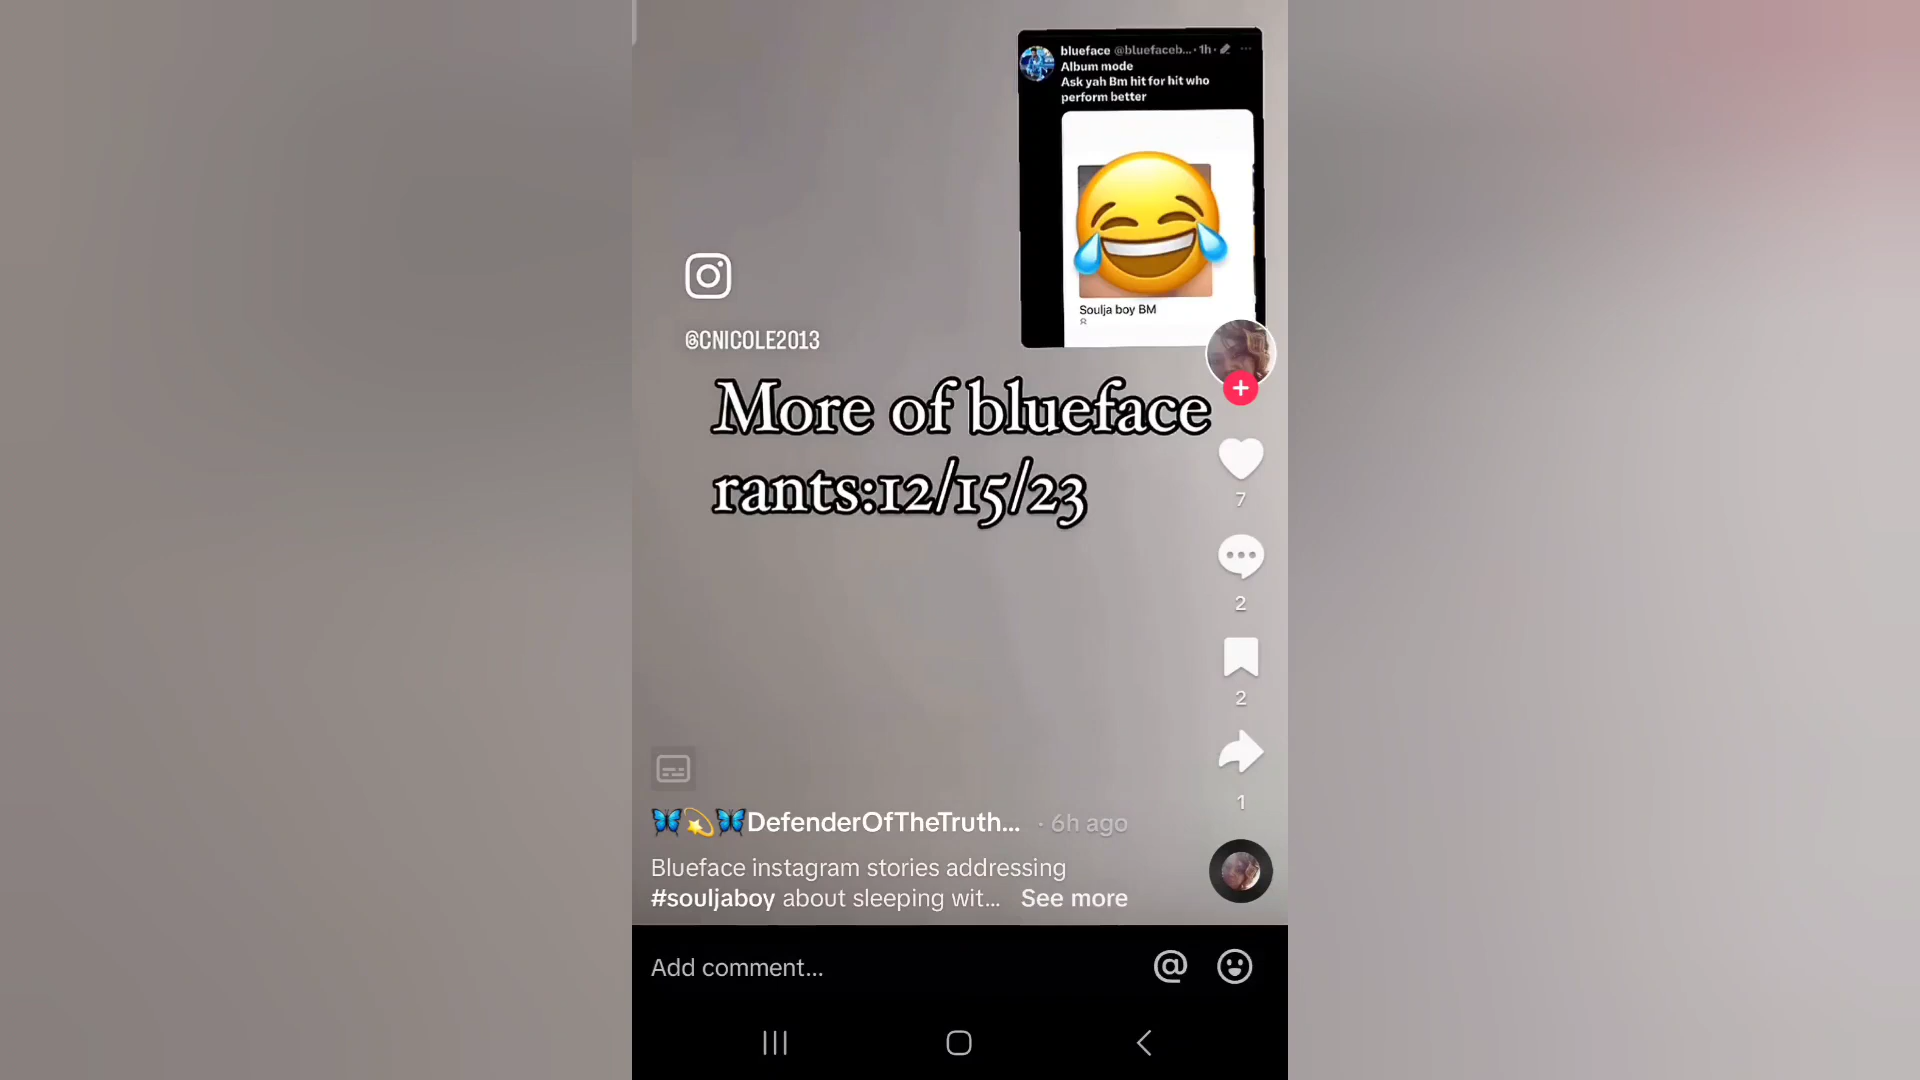 blueface @bluefaceb... · 1h ·
Album mode
Ask yah Bm hit for hit who
perform better
Soulja boy BM
@CNICOLE2013
More of blueface
rants:12/15/23
7
2
2
1
🦋💫🦋DefenderOfTheTruth... · 6h ago
Blueface instagram stories addressing
#souljaboy about sleeping wit... See more
Add comment...